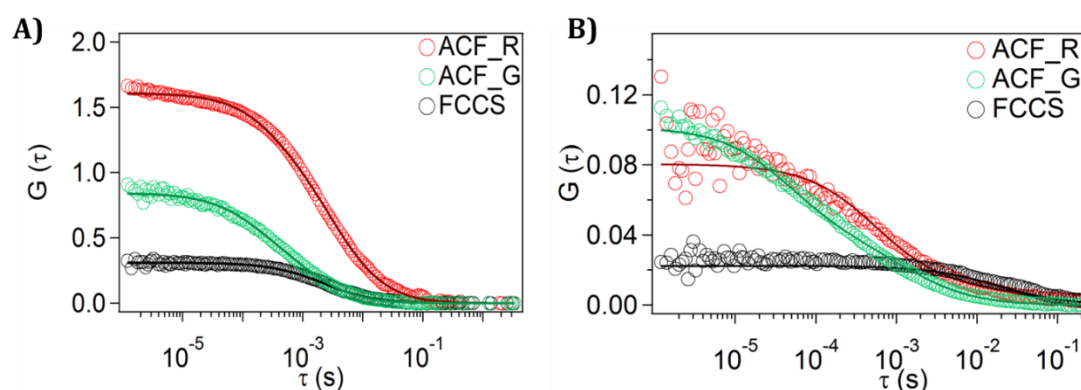 A)
2.0
1.5
1.0
0.5
0.0
G (τ)
ACF_R
ACF_G
FCCS
10⁻⁵ 10⁻³ 10⁻¹
τ (s)
B)
0.12
0.08
0.04
0.00
G (τ)
ACF_R
ACF_G
FCCS
10⁻⁵ 10⁻⁴ 10⁻³ 10⁻² 10⁻¹
τ (s)